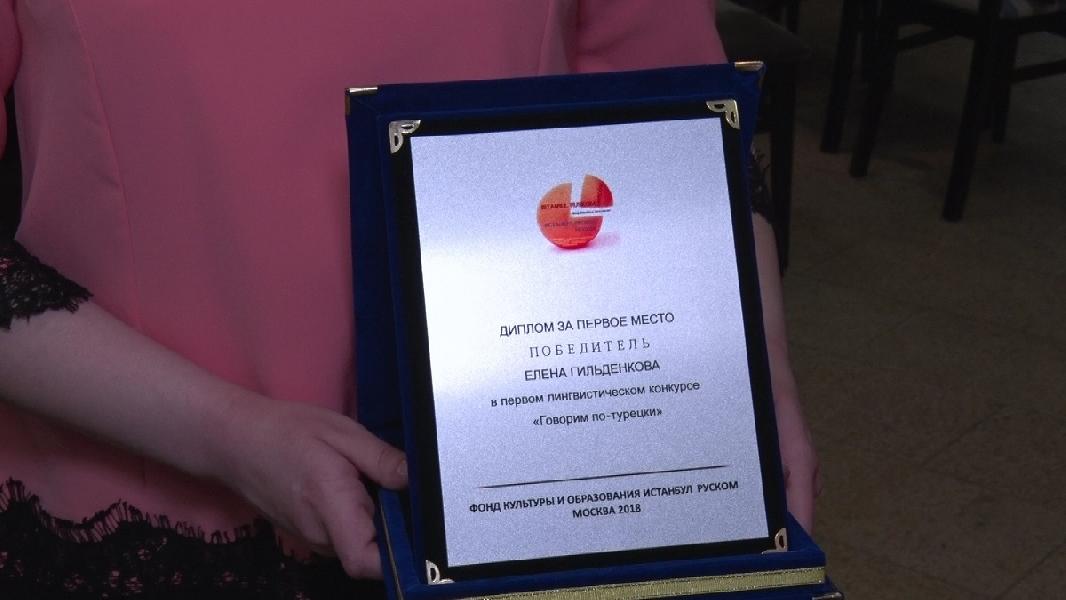 ДИПЛОМ ЗА ПЕРВОЕ МЕСТО
ПОБЕДИТЕЛЬ
ЕЛЕНА ГИЛЬДЕНКОВА
в первом лингвистическом конкурсе
«Говорим по-турецки»
ФОНД КУЛЬТУРЫ И ОБРАЗОВАНИЯ ИСТАНБУЛ РУСКОМ
МОСКВА 2018